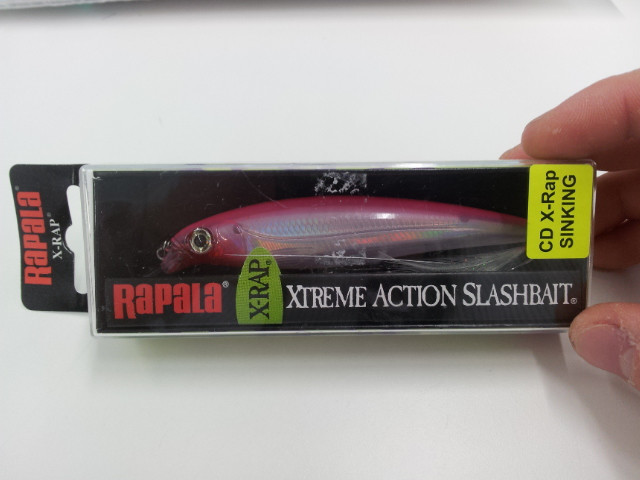 Rapala
X-RAP®
CD X-Rap
SINKING
Rapala®
X-RAP®
XTREME ACTION SLASHBAIT®